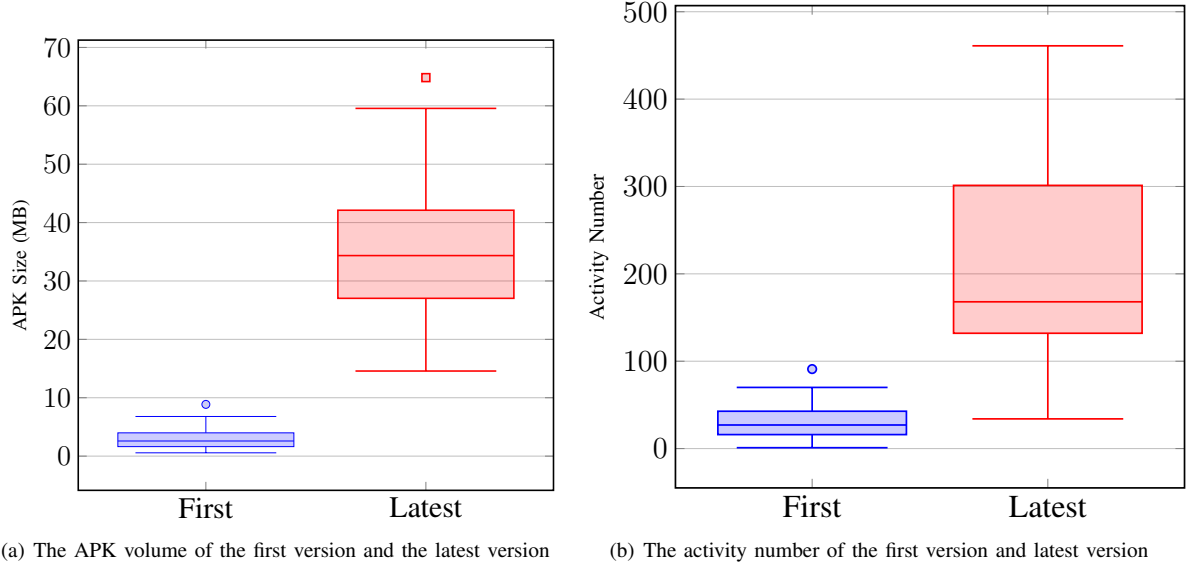 70
60
50
40
30
20
10
0
APK Size (MB)
First Latest
(a) The APK volume of the first version and the latest version
500
400
300
200
100
0
Activity Number
First Latest
(b) The activity number of the first version and latest version